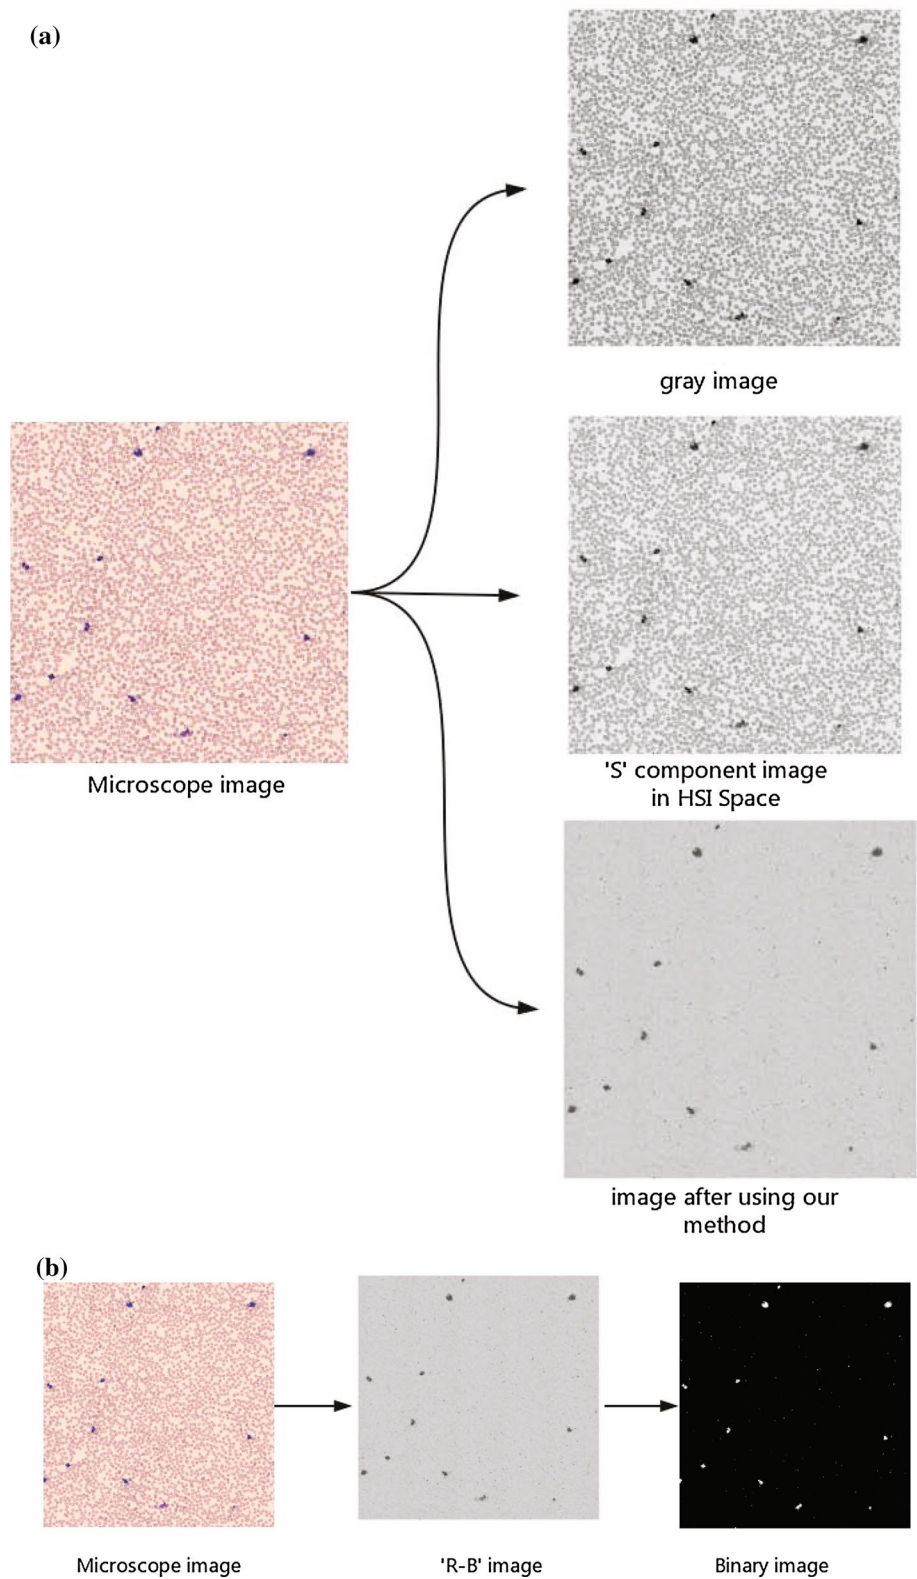 (a)
gray image
Microscope image
'S' component image
in HSI Space
image after using our
method
(b)
Microscope image
'R-B' image
Binary image